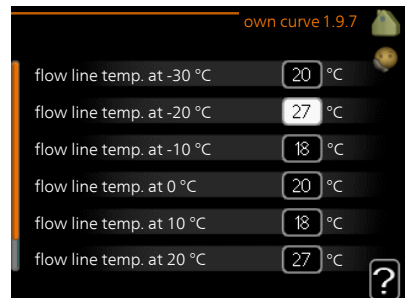 own curve 1.9.7
flow line temp. at -30 °C 20 °C
flow line temp. at -20 °C 27 °C
flow line temp. at -10 °C 18 °C
flow line temp. at 0 °C 20 °C
flow line temp. at 10 °C 18 °C
flow line temp. at 20 °C 27 °C
?